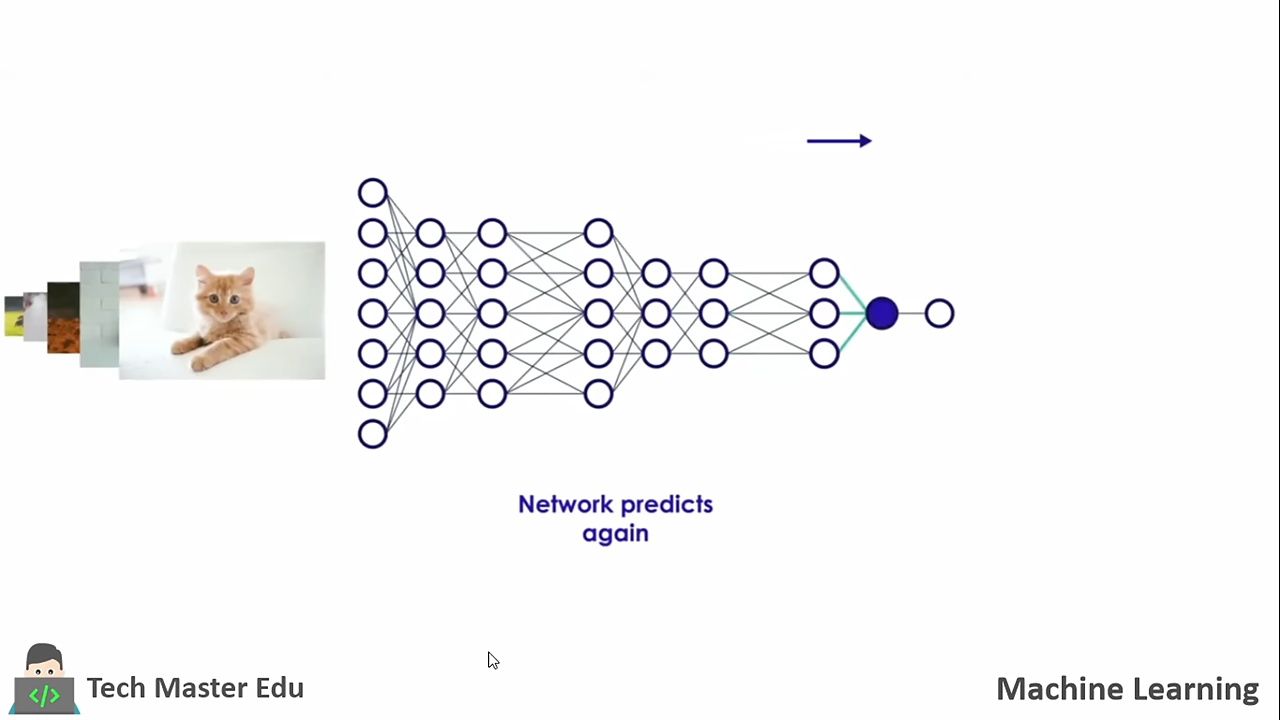 Network predicts
again
</> Tech Master Edu
Machine Learning